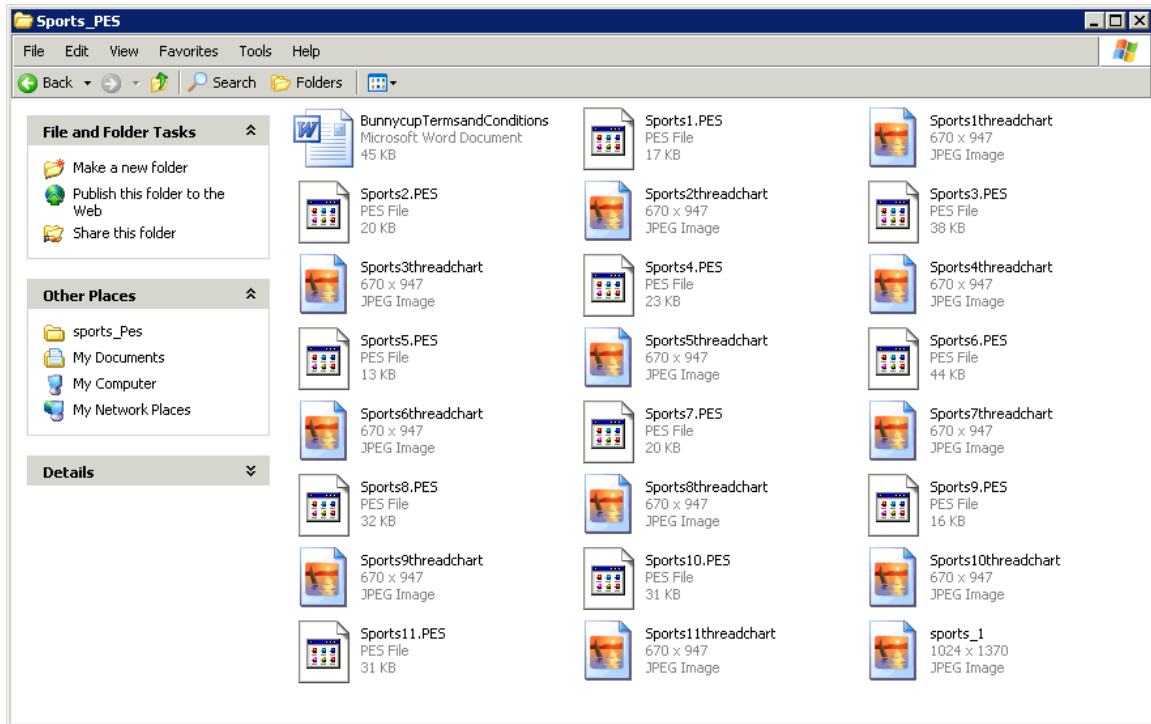 Sports_PES
File Edit View Favorites Tools Help
Back Search Folders
File and Folder Tasks
Make a new folder
Publish this folder to the
Web
Share this folder
Other Places
sports_Pes
My Documents
My Computer
My Network Places
Details
BunnycupTermsandConditions
Microsoft Word Document
45 KB
Sports1.PES
PES File
17 KB
Sports1threadchart
670 x 947
JPEG Image
Sports2.PES
PES File
20 KB
Sports2threadchart
670 x 947
JPEG Image
Sports3.PES
PES File
38 KB
Sports3threadchart
670 x 947
JPEG Image
Sports4.PES
PES File
23 KB
Sports4threadchart
670 x 947
JPEG Image
Sports5.PES
PES File
13 KB
Sports5threadchart
670 x 947
JPEG Image
Sports6.PES
PES File
44 KB
Sports6threadchart
670 x 947
JPEG Image
Sports7.PES
PES File
20 KB
Sports7threadchart
670 x 947
JPEG Image
Sports8.PES
PES File
32 KB
Sports8threadchart
670 x 947
JPEG Image
Sports9.PES
PES File
16 KB
Sports9threadchart
670 x 947
JPEG Image
Sports10.PES
PES File
31 KB
Sports10threadchart
670 x 947
JPEG Image
Sports11.PES
PES File
31 KB
Sports11threadchart
670 x 947
JPEG Image
sports_1
1024 x 1370
JPEG Image